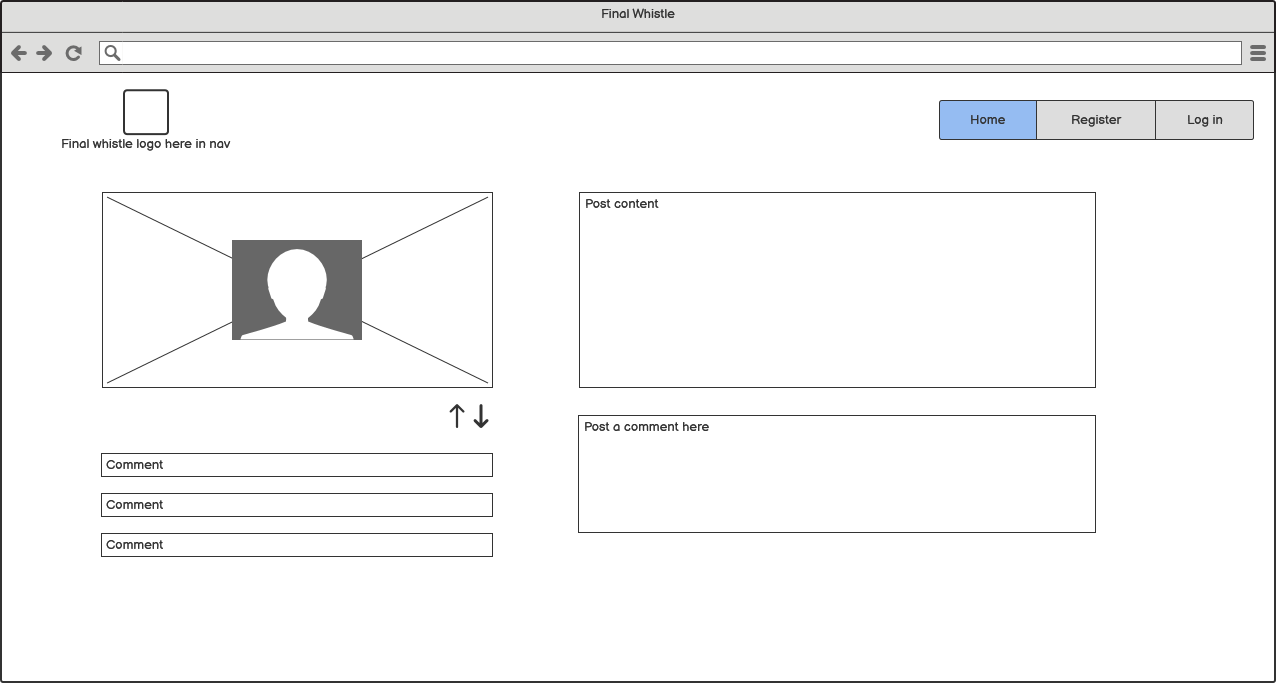 Final Whistle
Final whistle logo here in nav
Home
Register
Log in
Post content
Post a comment here
Comment
Comment
Comment